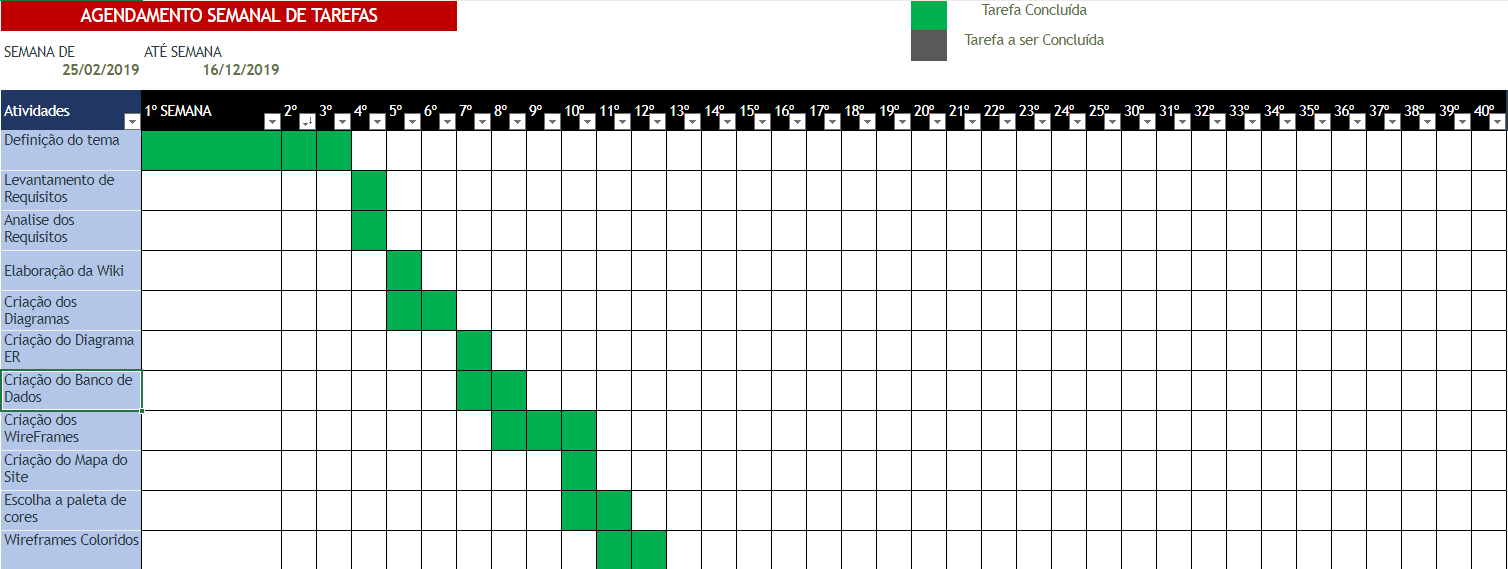 AGENDAMENTO SEMANAL DE TAREFAS
Tarefa Concluída
Tarefa a ser Concluída
SEMANA DE ATÉ SEMANA
25/02/2019 16/12/2019
Atividades 1º SEMANA 2º 3º 4º 5º 6º 7º 8º 9º 10º 11º 12º 13º 14º 15º 16º 17º 18º 19º 20º 21º 22º 23º 24º 25º 30º 31º 32º 33º 34º 35º 36º 37º 38º 39º 40º
Definição do tema
Levantamento de
Requisitos
Analise dos
Requisitos
Elaboração da Wiki
Criação dos
Diagramas
Criação do Diagrama
ER
Criação do Banco de
Dados
Criação dos
WireFrames
Criação do Mapa do
Site
Escolha a paleta de
cores
Wireframes Coloridos